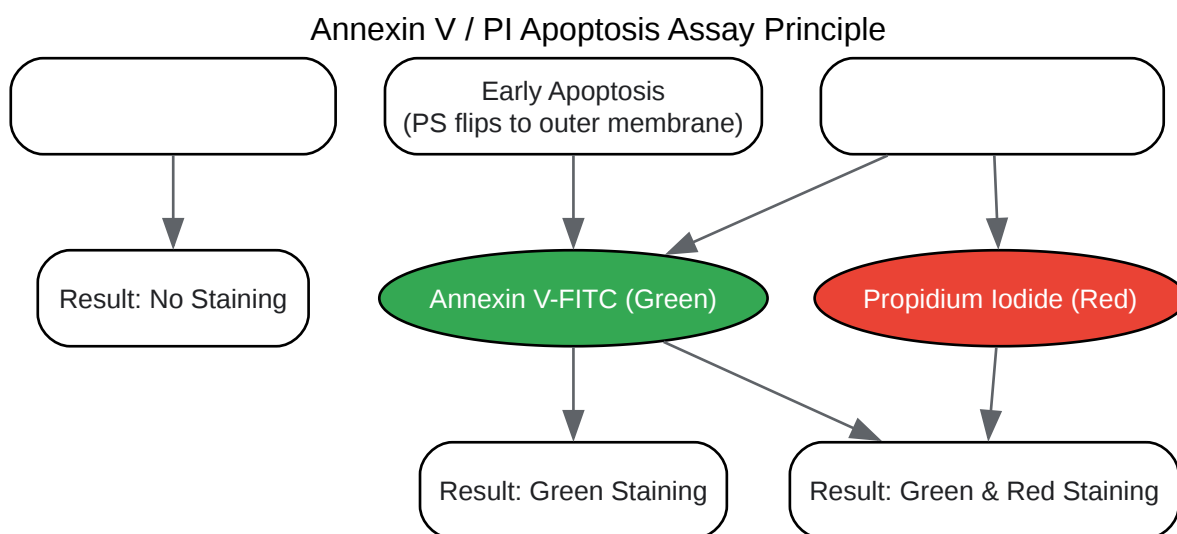 Annexin V / PI Apoptosis Assay Principle
Early Apoptosis
(PS flips to outer membrane)
Result: No Staining
Annexin V-FITC (Green)
Propidium Iodide (Red)
Result: Green Staining
Result: Green & Red Staining